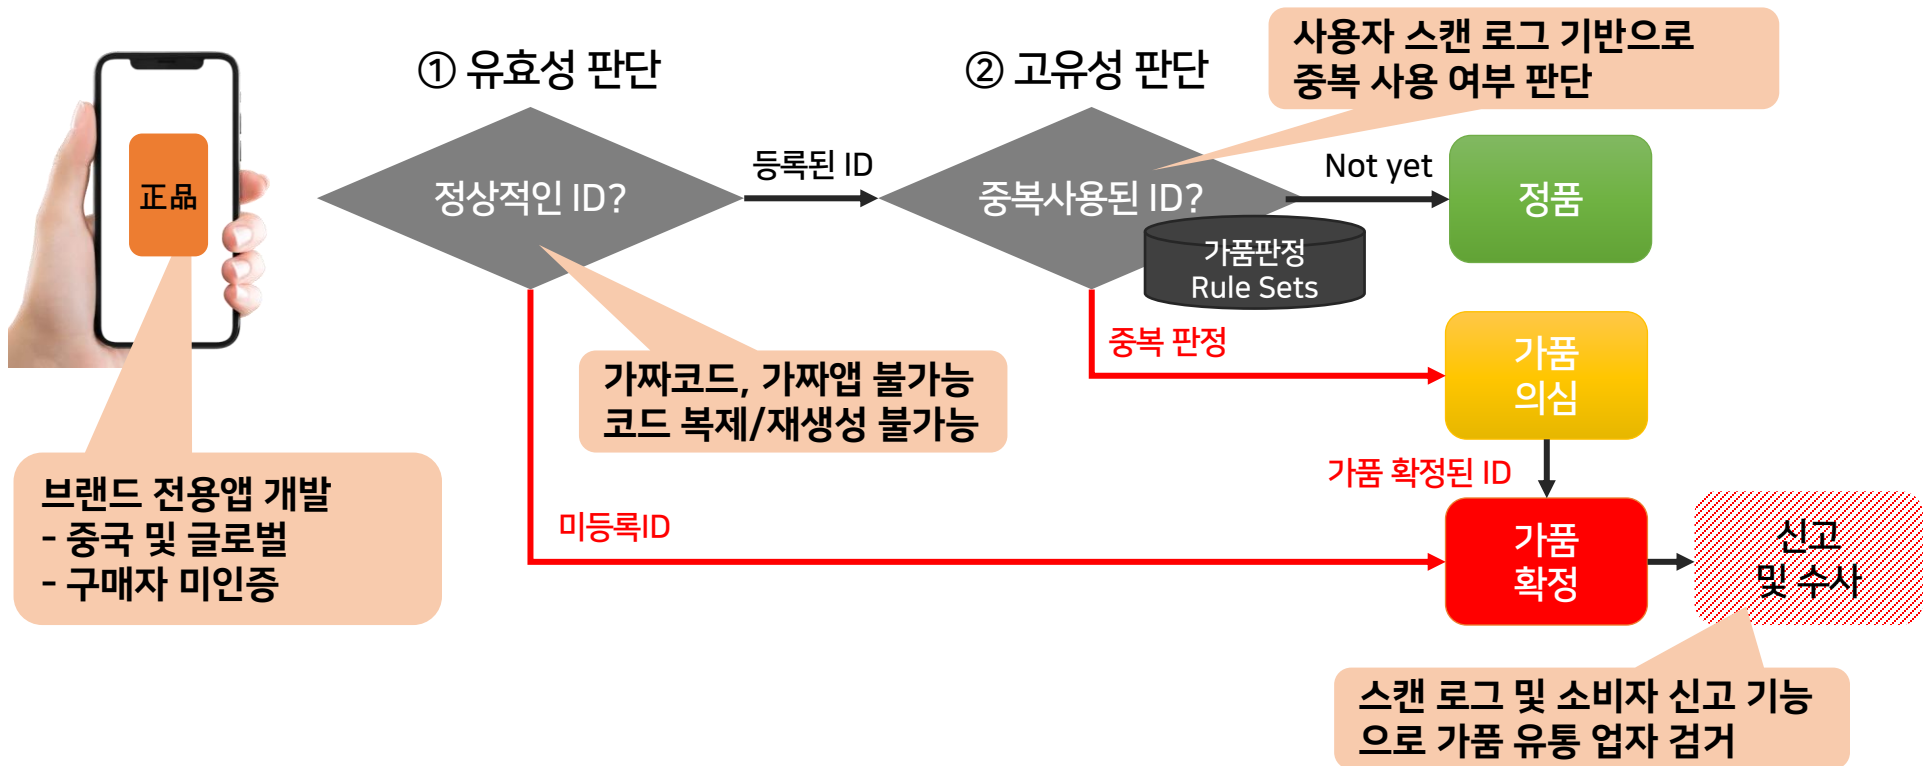 사용자 스캔 로그 기반으로
중복 사용 여부 판단
① 유효성 판단
② 고유성 판단
正品
정상적인 ID?
등록된 ID
중복사용된 ID?
Not yet
정품
가품판정
Rule Sets
중복 판정
가품
의심
가짜코드, 가짜앱 불가능
코드 복제/재생성 불가능
가품 확정된 ID
브랜드 전용앱 개발
- 중국 및 글로벌
- 구매자 미인증
미등록ID
가품
확정
신고
및 수사
스캔 로그 및 소비자 신고 기능
으로 가품 유통 업자 검거